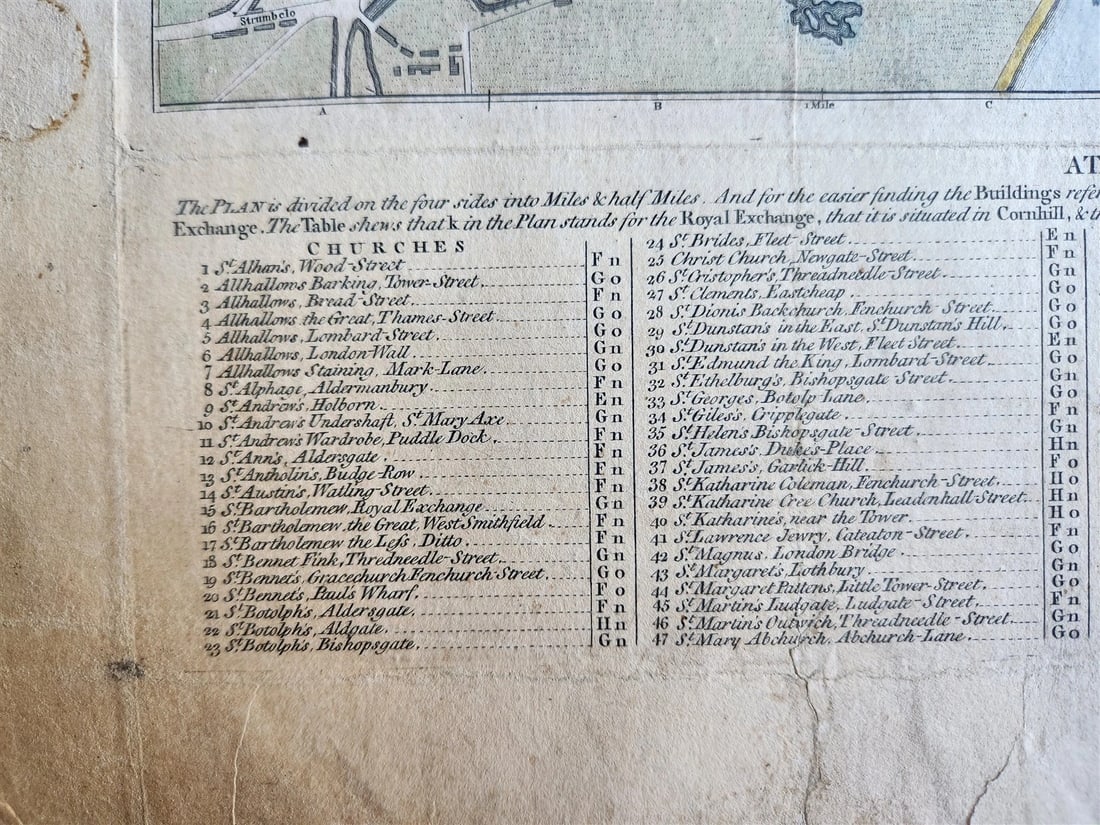 Strumbelo
A
B
1 Mile
C
AT
The PLAN is divided on the four sides into Miles & half Miles. And for the easier finding the Buildings refer
Exchange. The Table shews that k in the Plan stands for the Royal Exchange, that it is situated in Cornhill, & th
CHURCHES
1 St. Alban's, Wood-Street F n
2 Allhallows Barking, Tower-Street. G o
3 Allhallows, Bread-Street. F n
4 Allhallows the Great, Thames-Street G o
5 Allhallows, Lombard-Street. G o
6 Allhallows, London-Wall G n
7 Allhallows Staining, Mark-Lane. G o
8 St. Alphage, Aldermanbury. F n
9 St. Andrews, Holborn E n
10 St. Andrews Undershaft, St. Mary Axe G n
11 St. Andrew's Wardrobe, Puddle Dock. F n
12 St. Ann's, Aldersgate. F n
13 St. Antholin's, Budge-Row F n
14 St. Austin's, Watling-Street. F n
15 St. Bartholemew, Royal Exchange G n
16 St. Bartholemew, the Great, West-Smithfield. F n
17 St. Bartholemew the Leſs, Ditto. F n
18 St. Bennet Fink, Thredneedle-Street. G n
19 St. Bennet's, Gracechurch Fenchurch-Street. G o
20 St. Bennet's, Paul's Wharf. F o
21 St. Botolph's, Aldersgate. F n
22 St. Botolph's, Aldgate. H n
23 St. Botolph's, Bishopsgate. G n
24 St. Brides, Fleet-Street E n
25 Christ Church, Newgate-Street. F n
26 St. Cristopher's, Threadneedle-Street. G n
27 St. Clements, Eastcheap G o
28 St. Dionis Backchurch, Fenchurch-Street. G o
29 St. Dunstan's in the East, St. Dunstan's Hill. G o
30 St. Dunstan's in the West, Fleet Street. E n
31 St. Edmund the King, Lombard-Street. G o
32 St. Ethelburg's, Bishopsgate Street. G n
33 St. Georges, Botolp-Lane. G o
34 St. Giles's, Cripplegate. F n
35 St. Helen's, Bishopsgate-Street. G n
36 St. James's, Duke's-Place. H n
37 St. James's, Garlick-Hill. F o
38 St. Katharine Coleman, Fenchurch-Street. H o
39 St. Katharine Cree Church, Leadenhall-Street. H n
40 St. Katharine's, near the Tower. H o
41 St. Lawrence Jewry, Cateaton-Street. F n
42 St. Magnus, London Bridge G o
43 St. Margaret's, Lothbury. G n
44 St. Margaret Pattens, Little Tower-Street. G o
45 St. Martin's Ludgate, Ludgate-Street. F n
46 St. Martin's Outwich, Threadneedle-Street. G n
47 St. Mary Abchurch, Abchurch-Lane. G o